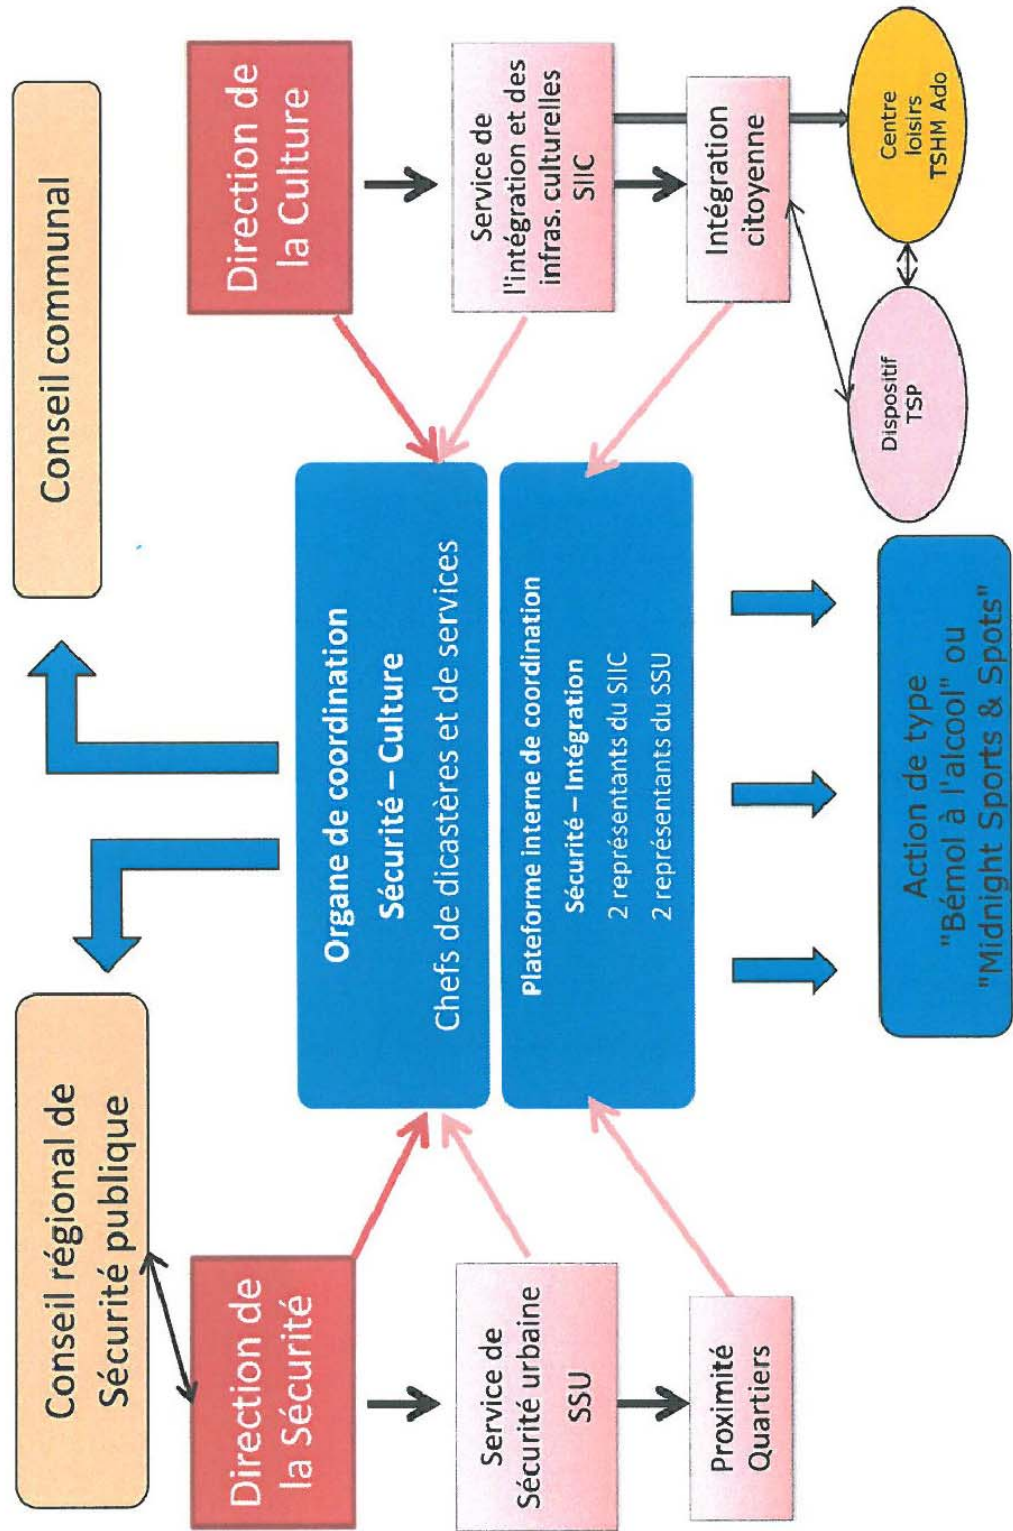 Conseil régional de
Sécurité publique
Conseil communal
Direction de
la Sécurité
Direction de
la Culture
Organe de coordination
Sécurité – Culture
Chefs de dicastères et de services
Service de
Sécurité urbaine
SSU
Service de
l'intégration et des
infras. culturelles
SIIC
Plateforme interne de coordination
Sécurité – Intégration
2 représentants du SIIC
2 représentants du SSU
Proximité
Quartiers
Intégration
citoyenne
Dispositif
TSP
Centre
loisirs
TSHM Ado
Action de type
"Bémol à l'alcool" ou
"Midnight Sports & Spots"